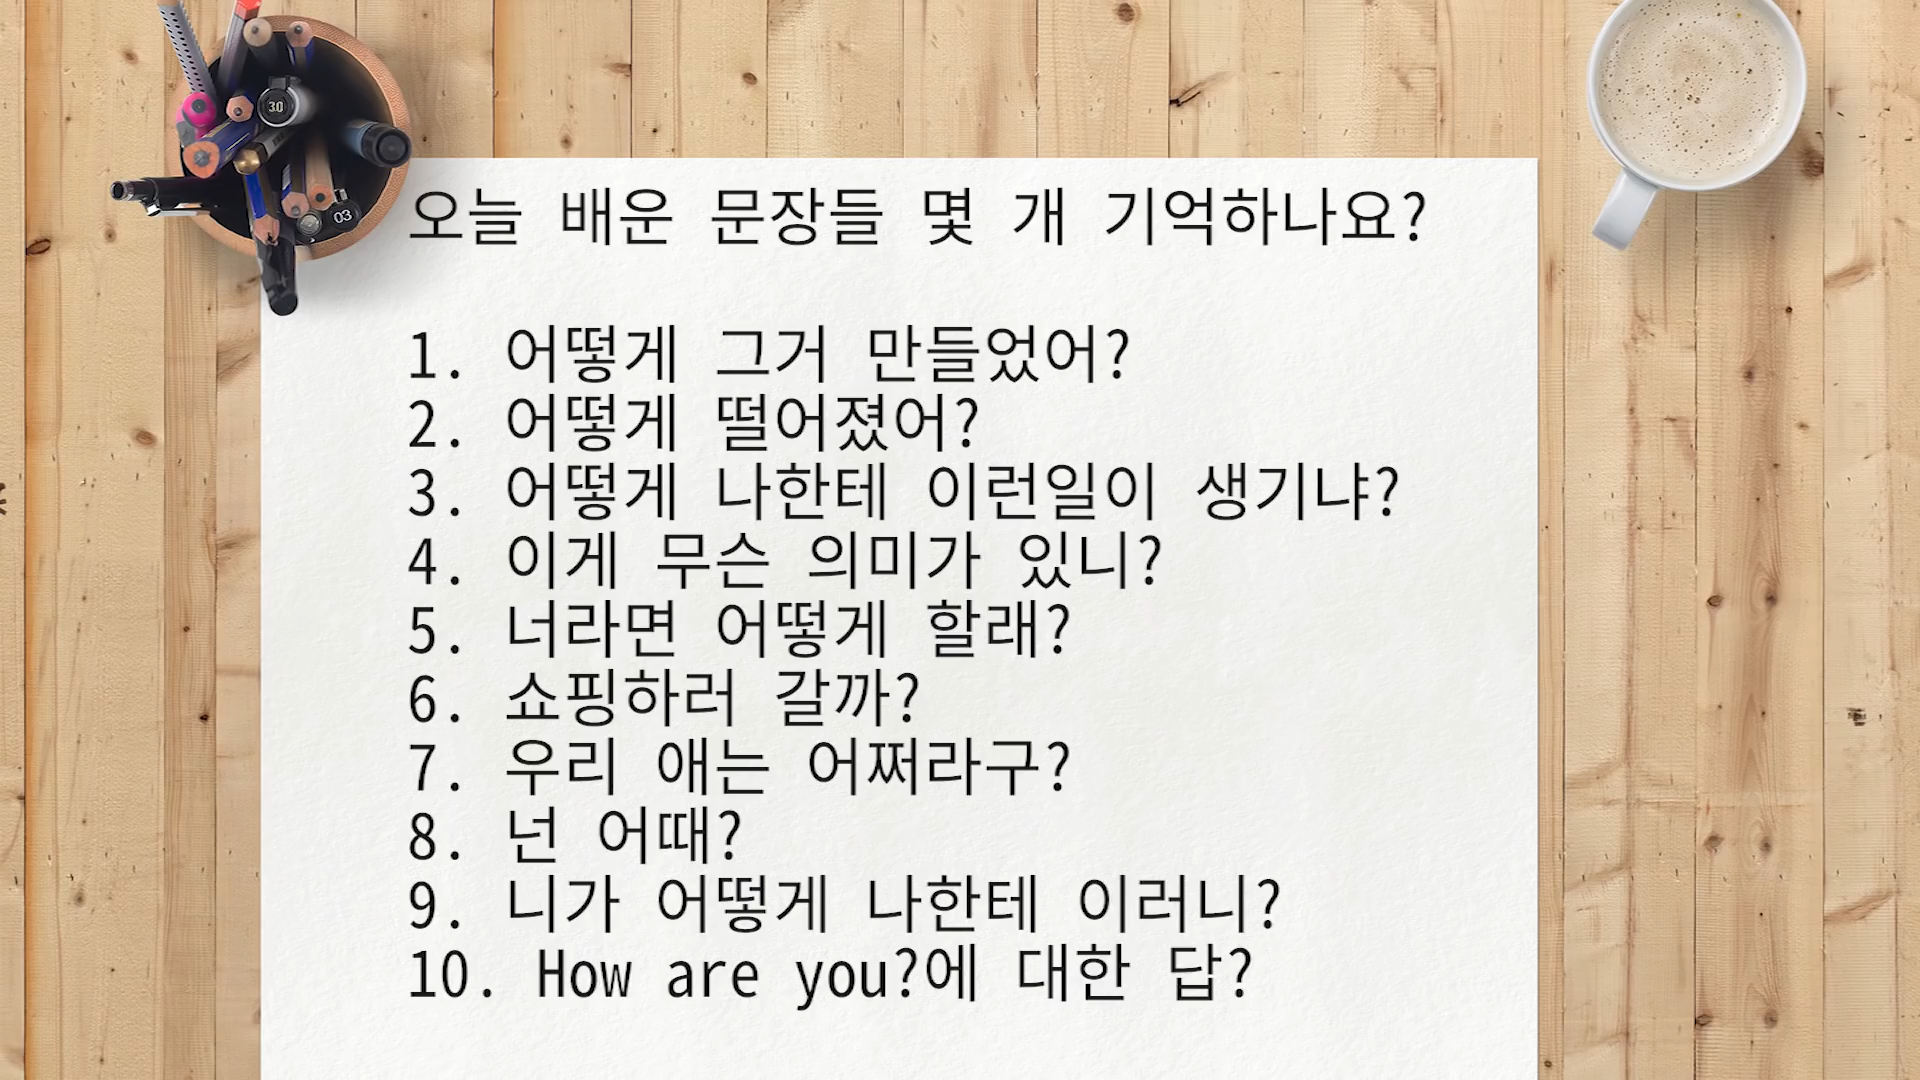 오늘 배운 문장들 몇 개 기억하나요?
1. 어떻게 그거 만들었어?
2. 어떻게 떨어졌어?
3. 어떻게 나한테 이런일이 생기냐?
4. 이게 무슨 의미가 있니?
5. 너라면 어떻게 할래?
6. 쇼핑하러 갈까?
7. 우리 애는 어쩌라구?
8. 넌 어때?
9. 니가 어떻게 나한테 이러니?
10. How are you?에 대한 답?
30
03